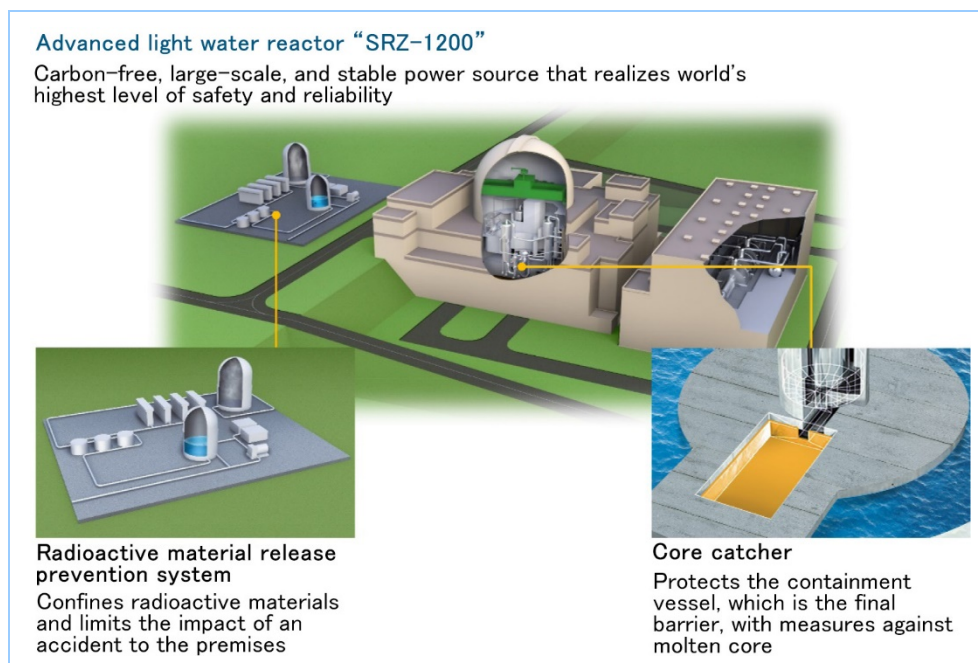 Advanced light water reactor “SRZ-1200”
Carbon-free, large-scale, and stable power source that realizes world's
highest level of safety and reliability
Radioactive material release
prevention system
Confines radioactive materials
and limits the impact of an
accident to the premises
Core catcher
Protects the containment
vessel, which is the final
barrier, with measures against
molten core